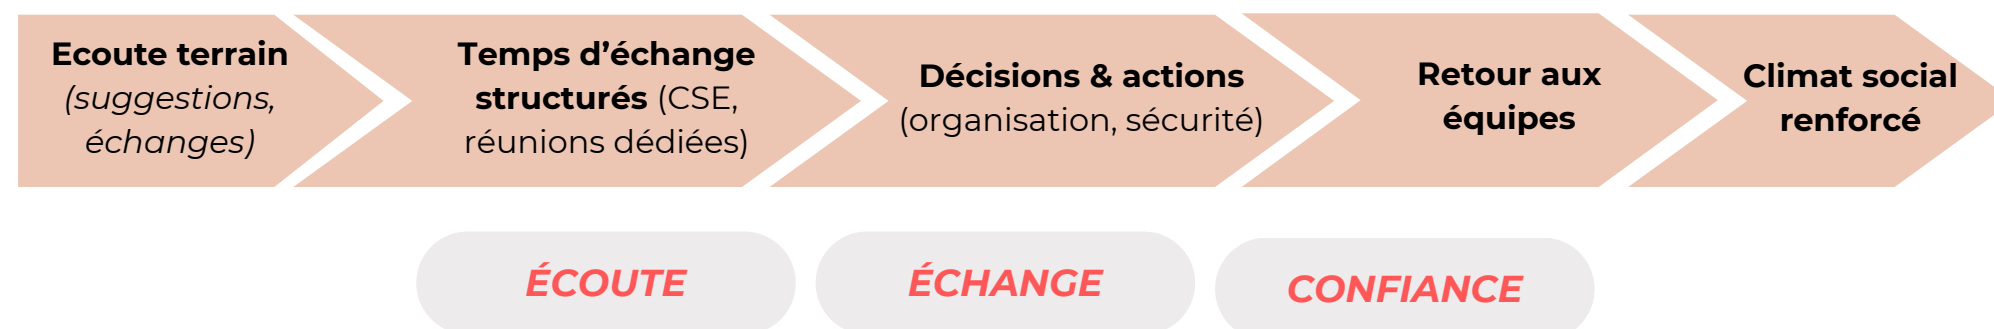 Ecoute terrain
(suggestions,
échanges)
Temps d’échange
structurés (CSE,
réunions dédiées)
Décisions & actions
(organisation, sécurité)
Retour aux
équipes
Climat social
renforcé
ÉCOUTE
ÉCHANGE
CONFIANCE